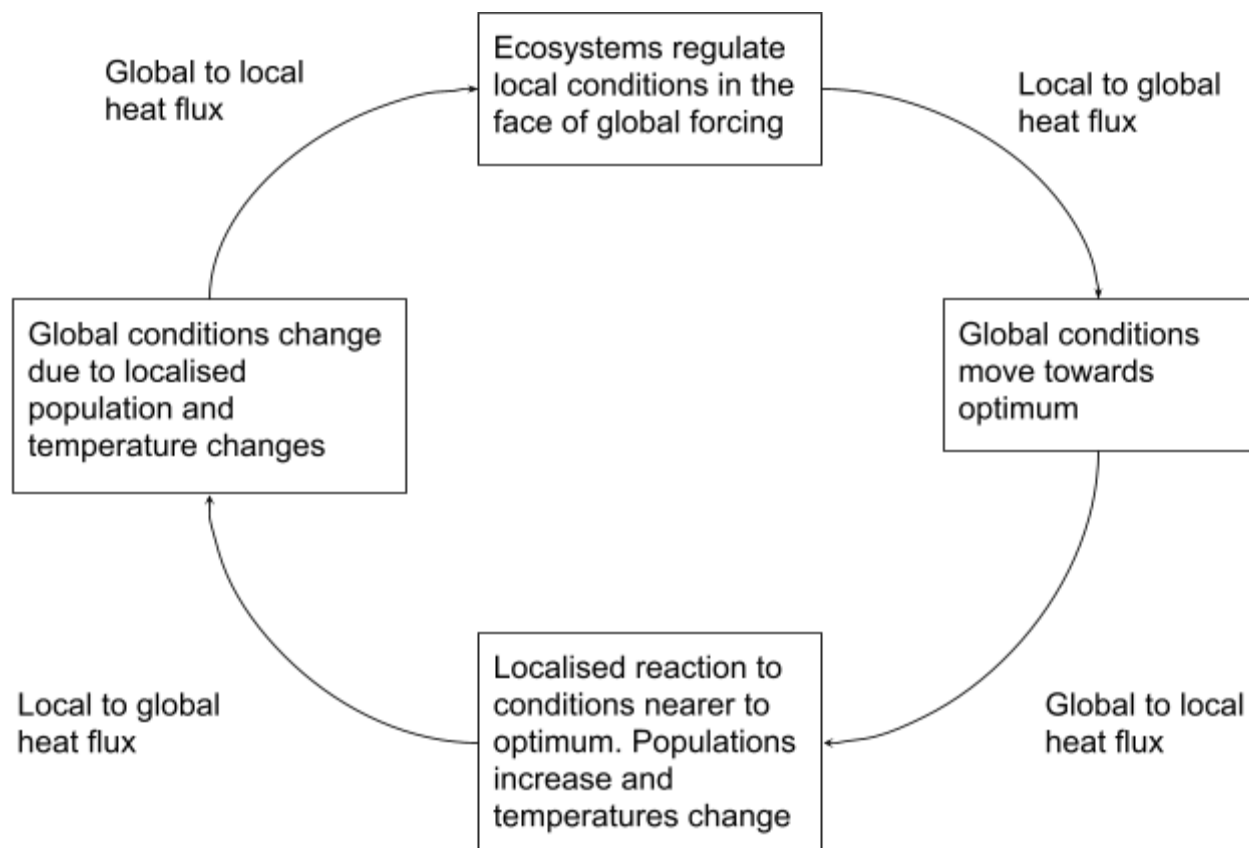 Ecosystems regulate
local conditions in the
face of global forcing
Global to local
heat flux
Local to global
heat flux
Global conditions change
due to localised
population and
temperature changes
Global conditions
move towards
optimum
Localised reaction to
conditions nearer to
optimum. Populations
increase and
temperatures change
Local to global
heat flux
Global to local
heat flux